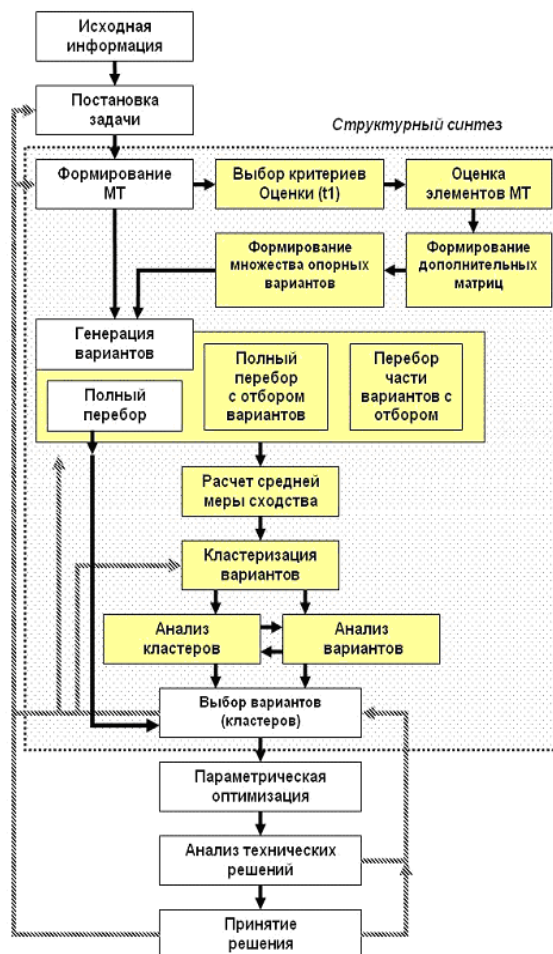 Исходная
информация
Постановка
задачи
Структурный синтез
Формирование
МТ
Выбор критериев
Оценки (t1)
Оценка
элементов МТ
Формирование
множества опорных
вариантов
Формирование
дополнительных
матриц
Генерация
вариантов
Полный
перебор
Полный
перебор
с отбором
вариантов
Перебор
части
вариантов с
отбором
Расчет средней
меры сходства
Кластеризация
вариантов
Анализ
кластеров
Анализ
вариантов
Выбор вариантов
(кластеров)
Параметрическая
оптимизация
Анализ технических
решений
Принятие
решения